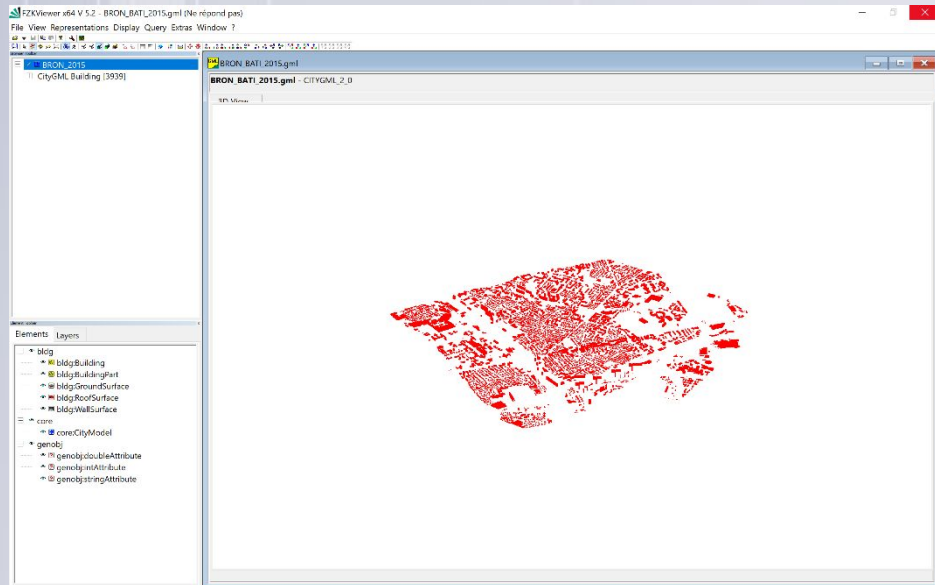 FZKViewer x64 V 5.2 - BRON_BATI_2015.gml (Ne répond pas)
File View Representations Display Query Extras Window ?
BRON_2015
CityGML Building [3939]
BRON_BATI_2015.gml
BRON_BATI_2015.gml - CITYGML_2_0
3D View
Elements
Layers
bldg
bldg:Building
bldg:BuildingPart
bldg:GroundSurface
bldg:RoofSurface
bldg:WallSurface
core
core:CityModel
genobj
genobj:doubleAttribute
genobj:intAttribute
genobj:stringAttribute